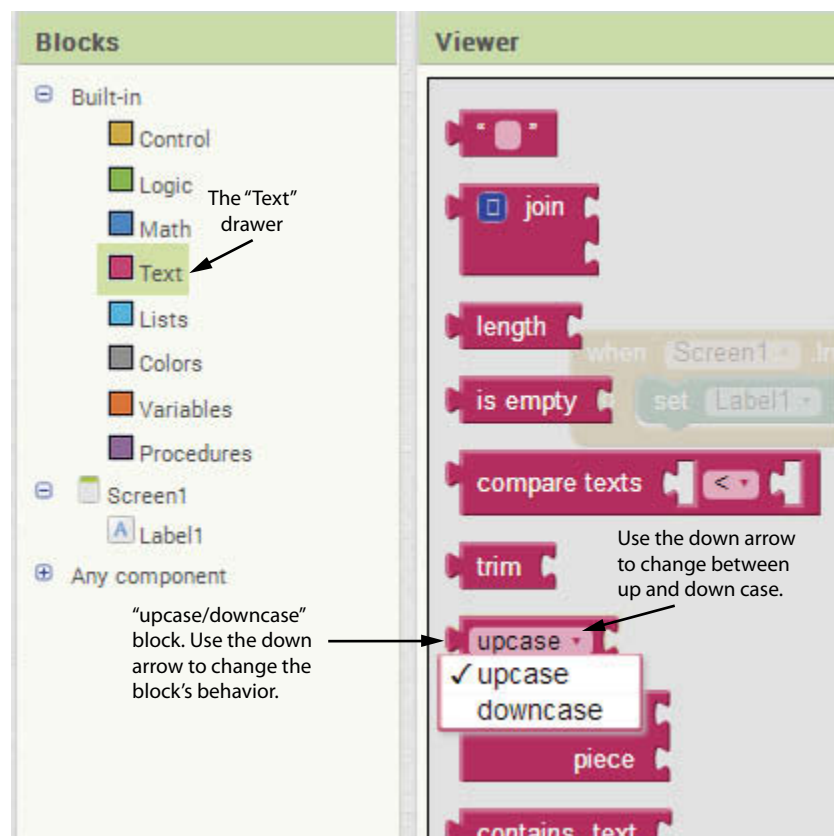 Blocks
Built-in
Control
Logic
Math
Text
Lists
Colors
Variables
Procedures
Screen1
A Label1
Any component
The “Text”
drawer
“upcase/downcase”
block. Use the down
arrow to change the
block’s behavior.
Viewer
“ ”
join
length
when Screen1 .In
is empty
set Label1 .
compare texts <
trim
Use the down arrow
to change between
up and down case.
upcase
✓ upcase
downcase
piece
contains text